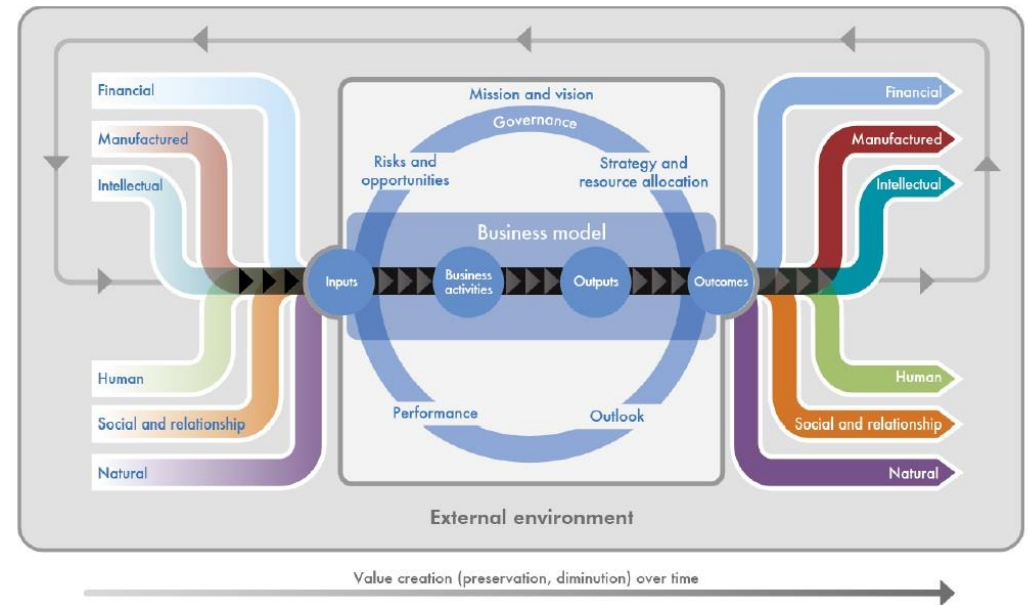 Financial
Manufactured
Intellectual
Human
Social and relationship
Natural
Mission and vision
Governance
Risks and
opportunities
Strategy and
resource allocation
Business model
Inputs
Business
activities
Outputs
Outcomes
Performance
Outlook
Financial
Manufactured
Intellectual
Human
Social and relationship
Natural
External environment
Value creation (preservation, diminution) over time